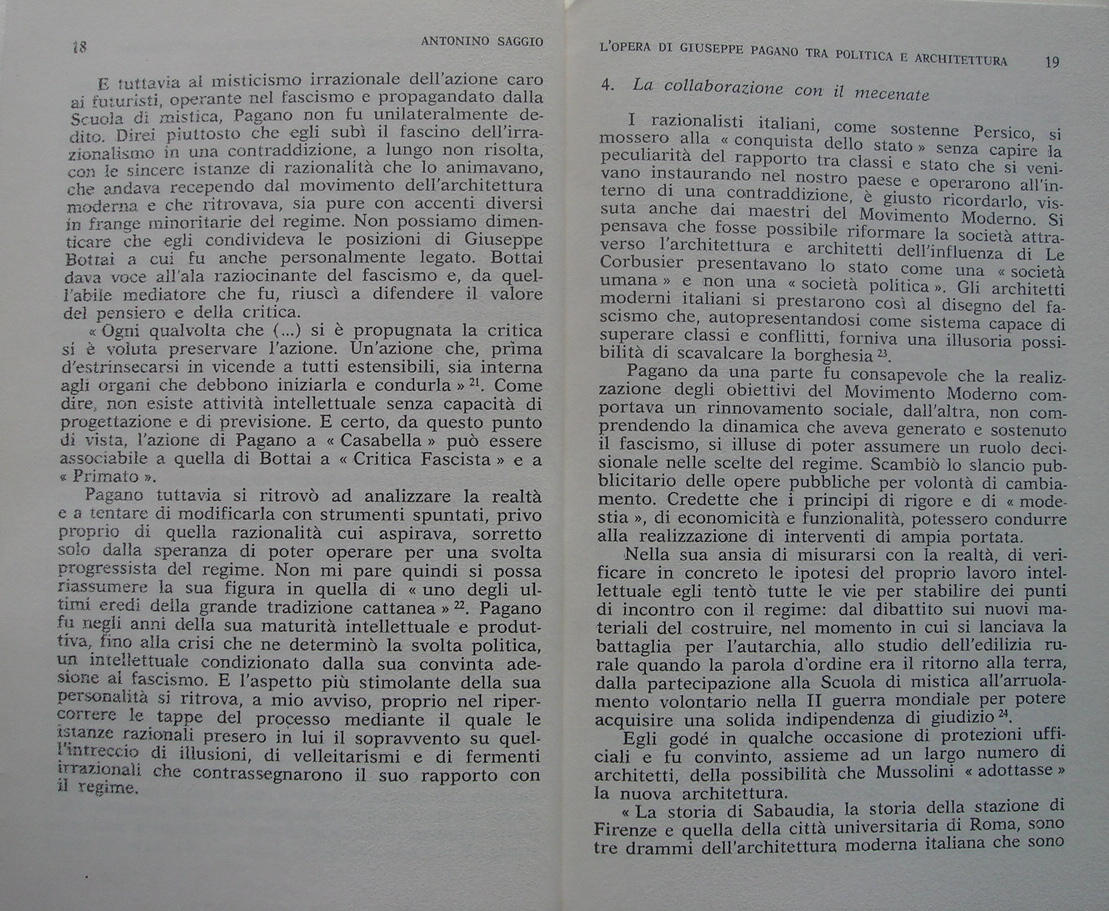 18
ANTONINO SAGGIO
E tuttavia al misticismo irrazionale dell'azione caro
ai futuristi, operante nel fascismo e propagandato dalla
Scuola di mistica, Pagano non fu unilateralmente de-
dito. Direi piuttosto che egli subì il fascino dell'irra-
zionalismo in una contraddizione, a lungo non risolta,
con le sincere istanze di razionalità che lo animavano,
che andava recependo dal movimento dell'architettura
moderna e che ritrovava, sia pure con accenti diversi
in frange minoritarie del regime. Non possiamo dimen-
ticare che egli condivideva le posizioni di Giuseppe
Bottai a cui fu anche personalmente legato. Bottai
dava voce all'ala raziocinante del fascismo e, da quel-
l'abile mediatore che fu, riuscì a difendere il valore
del pensiero e della critica.
« Ogni qualvolta che (...) si è propugnata la critica
si è voluta preservare l'azione. Un'azione che, prima
d'estrinsecarsi in vicende a tutti estensibili, sia interna
agli organi che debbono iniziarla e condurla » 21. Come
dire, non esiste attività intellettuale senza capacità di
progettazione e di previsione. E certo, da questo punto
di vista, l'azione di Pagano a « Casabella » può essere
associabile a quella di Bottai a « Critica Fascista » e a
« Primato ».
Pagano tuttavia si ritrovò ad analizzare la realtà
e a tentare di modificarla con strumenti spuntati, privo
proprio di quella razionalità cui aspirava, sorretto
solo dalla speranza di poter operare per una svolta
progressista del regime. Non mi pare quindi si possa
riassumere la sua figura in quella di « uno degli ul-
timi eredi della grande tradizione cattanea » 22. Pagano
fu negli anni della sua maturità intellettuale e produt-
tiva, fino alla crisi che ne determinò la svolta politica,
un intellettuale condizionato dalla sua convinta ade-
sione al fascismo. E l'aspetto più stimolante della sua
personalità si ritrova, a mio avviso, proprio nel riper-
correre le tappe del processo mediante il quale le
istanze razionali presero in lui il sopravvento su quel-
l'intreccio di illusioni, di velleitarismi e di fermenti
irrazionali che contrassegnarono il suo rapporto con
il regime.
L'OPERA DI GIUSEPPE PAGANO TRA POLITICA E ARCHITETTURA
19
4. La collaborazione con il mecenate
I razionalisti italiani, come sostenne Persico, si
mossero alla « conquista dello stato » senza capire la
peculiarità del rapporto tra classi e stato che si veni-
vano instaurando nel nostro paese e operarono all'in-
terno di una contraddizione, è giusto ricordarlo, vis-
suta anche dai maestri del Movimento Moderno. Si
pensava che fosse possibile riformare la società attra-
verso l'architettura e architetti dell'influenza di Le
Corbusier presentavano lo stato come una « società
umana » e non una « società politica ». Gli architetti
moderni italiani si prestarono così al disegno del fa-
scismo che, autopresentandosi come sistema capace di
superare classi e conflitti, forniva una illusoria possi-
bilità di scavalcare la borghesia 23.
Pagano da una parte fu consapevole che la realiz-
zazione degli obiettivi del Movimento Moderno com-
portava un rinnovamento sociale, dall'altra, non com-
prendendo la dinamica che aveva generato e sostenuto
il fascismo, si illuse di poter assumere un ruolo deci-
sionale nelle scelte del regime. Scambiò lo slancio pub-
blicitario delle opere pubbliche per volontà di cambia-
mento. Credette che i principi di rigore e di « mode-
stia », di economicità e funzionalità, potessero condurre
alla realizzazione di interventi di ampia portata.
Nella sua ansia di misurarsi con la realtà, di veri-
ficare in concreto le ipotesi del proprio lavoro intel-
lettuale egli tentò tutte le vie per stabilire dei punti
di incontro con il regime: dal dibattito sui nuovi ma-
teriali del costruire, nel momento in cui si lanciava la
battaglia per l'autarchia, allo studio dell'edilizia ru-
rale quando la parola d'ordine era il ritorno alla terra,
dalla partecipazione alla Scuola di mistica all'arruola-
mento volontario nella II guerra mondiale per potere
acquisire una solida indipendenza di giudizio 24.
Egli godé in qualche occasione di protezioni uffi-
ciali e fu convinto, assieme ad un largo numero di
architetti, della possibilità che Mussolini « adottasse »
la nuova architettura.
« La storia di Sabaudia, la storia della stazione di
Firenze e quella della città universitaria di Roma, sono
tre drammi dell'architettura moderna italiana che sono